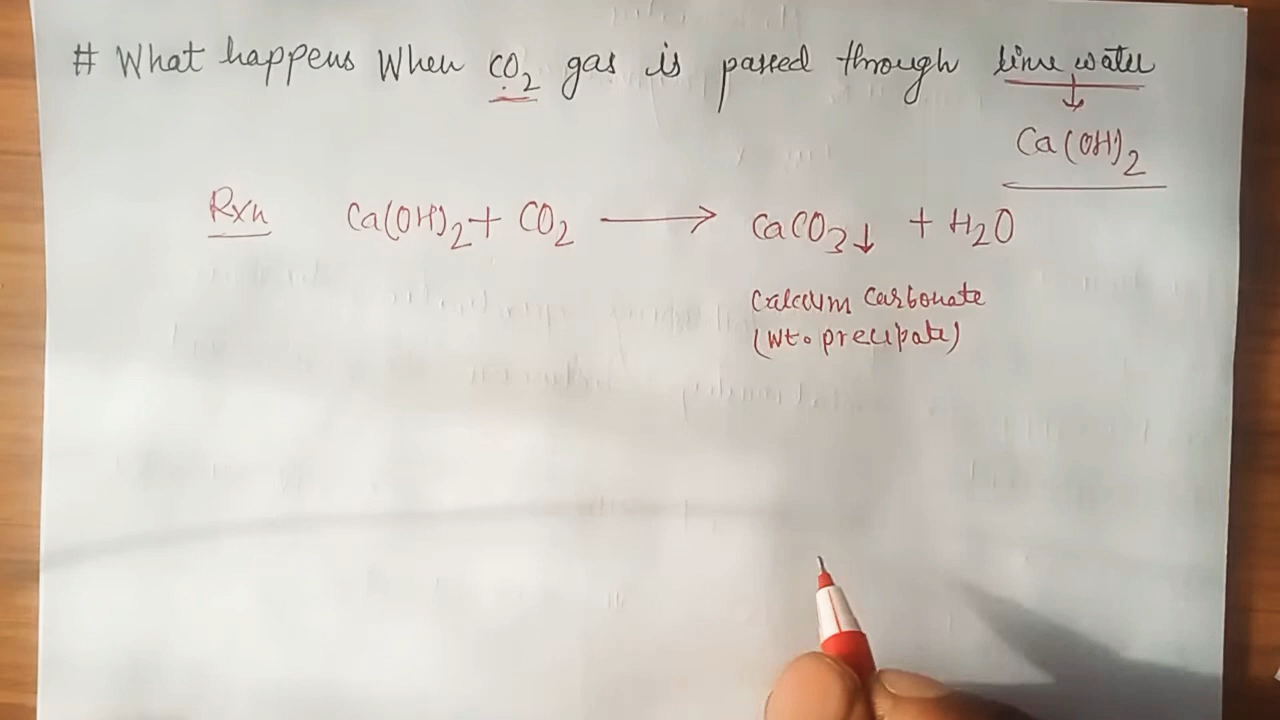 # What happens When CO2 gas is passed through lime water
↓
Ca(OH)2
Rxn Ca(OH)2 + CO2 ⟶ CaCO3↓ + H2O
Calcium Carbonate
(Wt. precipate)